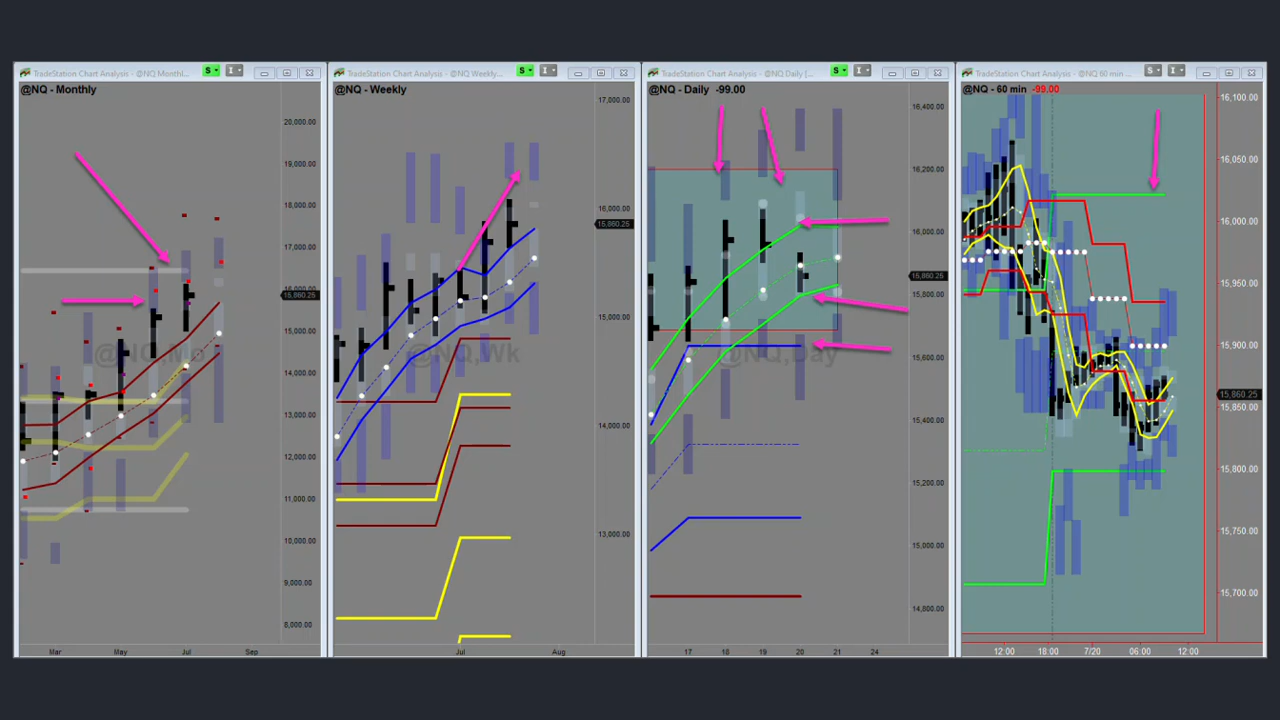 TradeStation Chart Analysis - @NQ Monthl...
S
I
@NQ - Monthly
20,000.00
19,000.00
18,000.00
17,000.00
16,000.00
15,860.25
15,000.00
14,000.00
13,000.00
12,000.00
11,000.00
10,000.00
9,000.00
8,000.00
@NQ,Mo
Mar
May
Jul
Sep
TradeStation Chart Analysis - @NQ Weekly...
S
I
@NQ - Weekly
17,000.00
16,000.00
15,860.25
15,000.00
14,000.00
13,000.00
@NQ,Wk
Jul
Aug
TradeStation Chart Analysis - @NQ Daily [...
S
I
@NQ - Daily -99.00
16,400.00
16,200.00
16,000.00
15,860.25
15,800.00
15,600.00
15,400.00
15,200.00
15,000.00
14,800.00
@NQ,Day
17
18
19
20
21
24
TradeStation Chart Analysis - @NQ 60 min ...
S
I
@NQ - 60 min -99.00
16,100.00
16,050.00
16,000.00
15,950.00
15,900.00
15,860.25
15,850.00
15,800.00
15,750.00
15,700.00
12:00
18:00
7/20
06:00
12:00